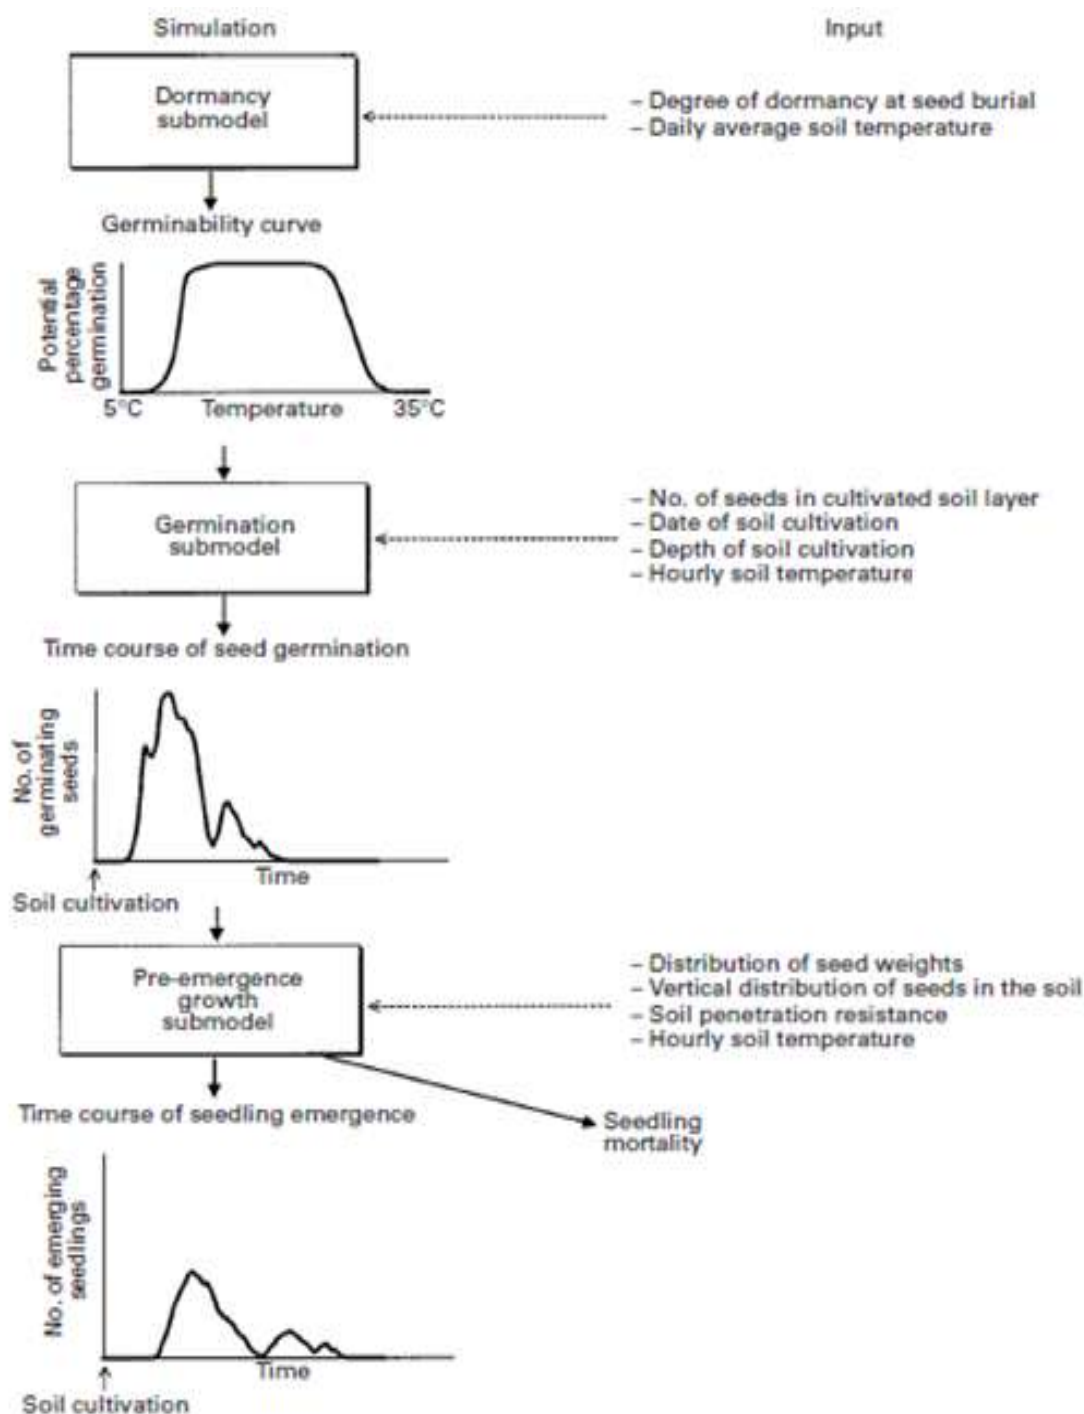 Simulation
Input
Dormancy
submodel
– Degree of dormancy at seed burial
– Daily average soil temperature
Germinability curve
Potential
percentage
germination
5°C
Temperature
35°C
Germination
submodel
– No. of seeds in cultivated soil layer
– Date of soil cultivation
– Depth of soil cultivation
– Hourly soil temperature
Time course of seed germination
No. of
germinating
seeds
Time
Soil cultivation
Pre-emergence
growth
submodel
– Distribution of seed weights
– Vertical distribution of seeds in the soil
– Soil penetration resistance
– Hourly soil temperature
Time course of seedling emergence
Seedling
mortality
No. of emerging
seedlings
Time
Soil cultivation